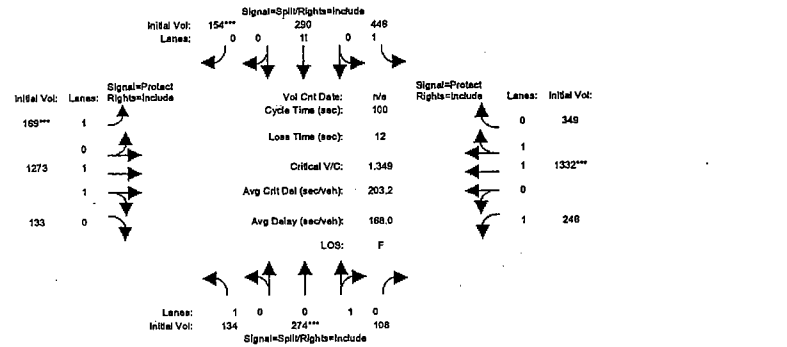 Signal=Split/Rights=Include
Initial Vol: 154*** 290 446
Lanes: 0 0 1! 0 1
Signal=Protect
Rights=Include
Signal=Protect
Rights=Include
Initial Vol: Lanes:
Lanes: Initial Vol:
Vol Cnt Date: n/a
Cycle Time (sec): 100
Loss Time (sec): 12
Critical V/C: 1.349
Avg Crit Del (sec/veh): 203.2
Avg Delay (sec/veh): 168.0
LOS: F
169*** 1
0
1273 1
1
133 0
0 349
1
1 1332***
0
1 246
Lanes: 1 0 0 1 0
Initial Vol: 134 274*** 108
Signal=Split/Rights=Include